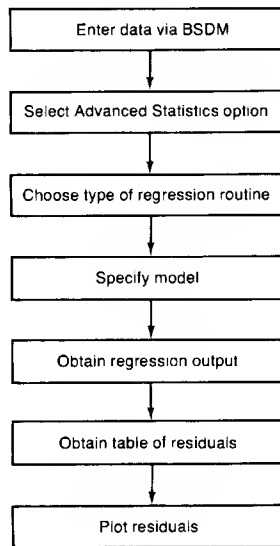 Enter data via BSDM
Select Advanced Statistics option
Choose type of regression routine
Specify model
Obtain regression output
Obtain table of residuals
Plot residuals